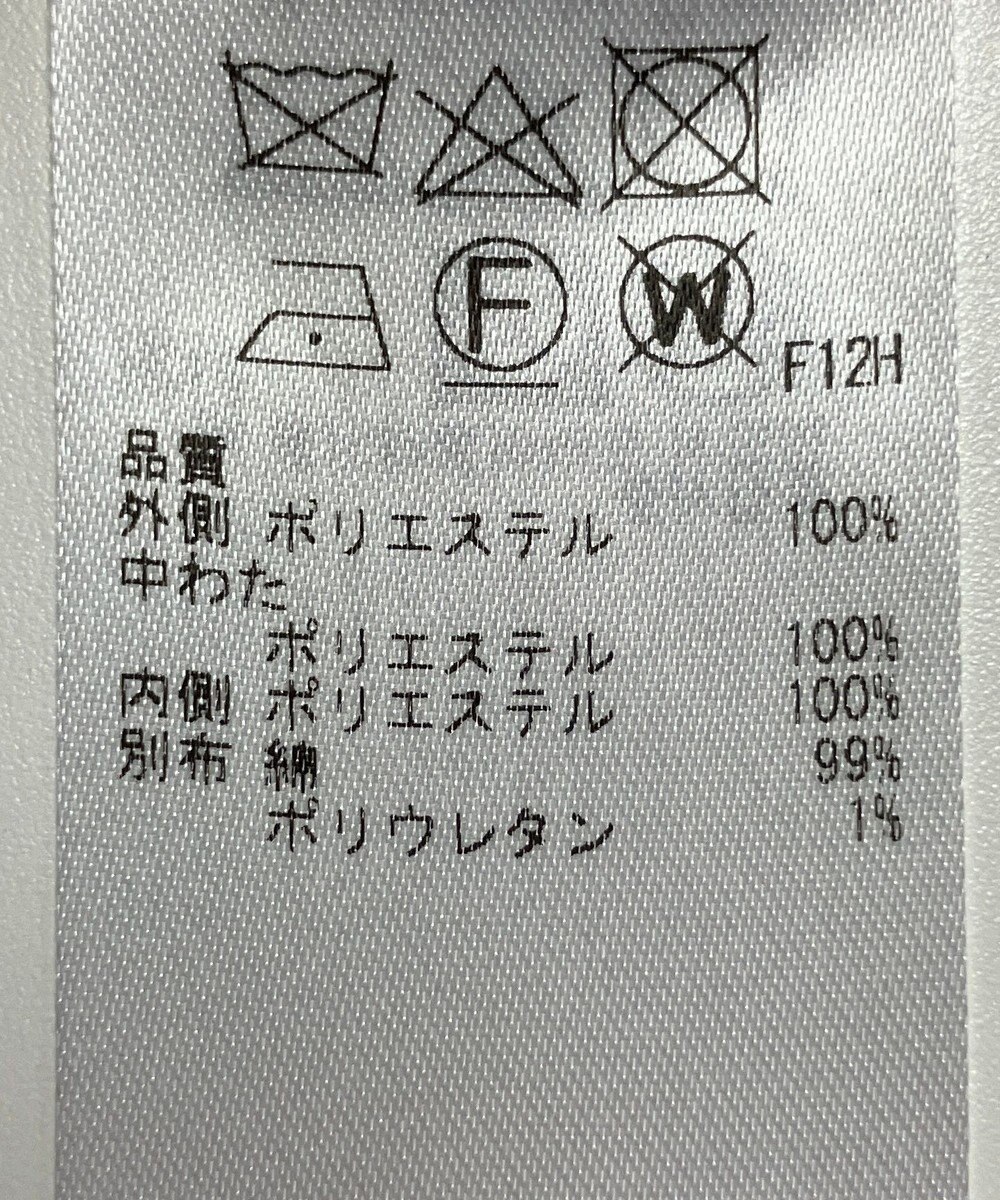 F W F12H
品質
外側 ポリエステル 100%
中わた
ポリエステル 100%
内側 ポリエステル 100%
別布 綿 99%
ポリウレタン 1%